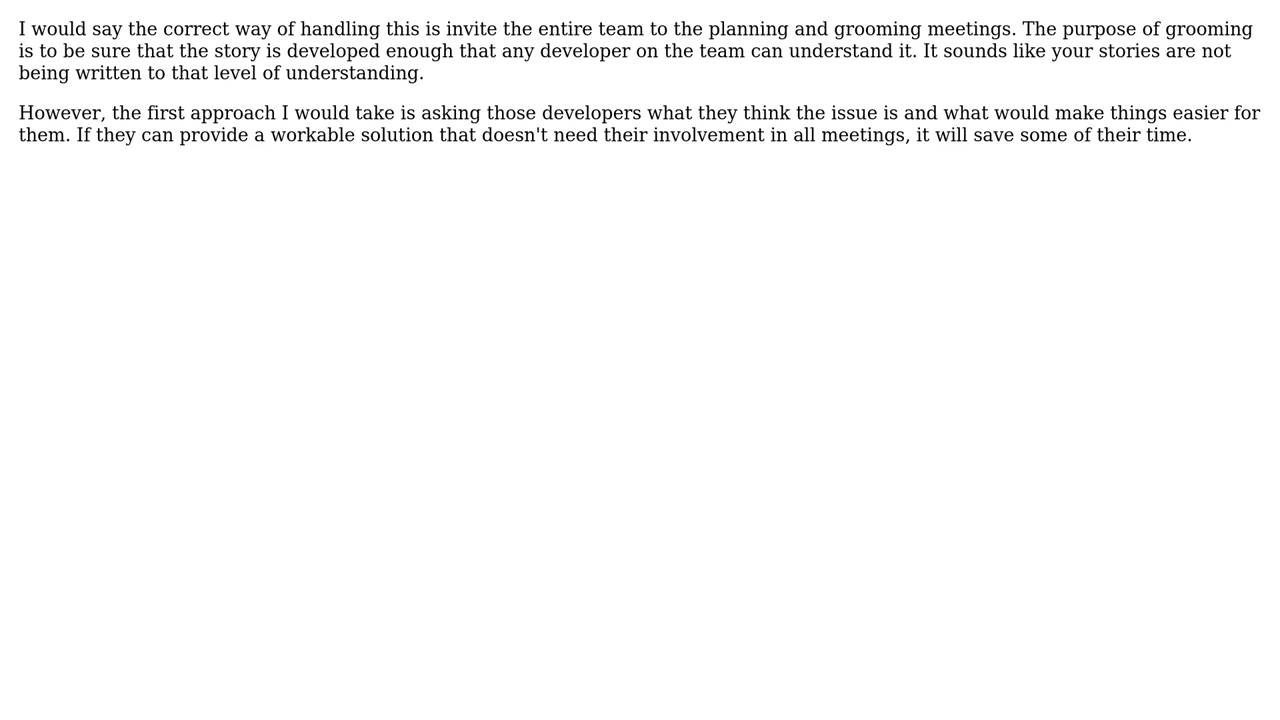 I would say the correct way of handling this is invite the entire team to the planning and grooming meetings. The purpose of grooming
is to be sure that the story is developed enough that any developer on the team can understand it. It sounds like your stories are not
being written to that level of understanding.
However, the first approach I would take is asking those developers what they think the issue is and what would make things easier for
them. If they can provide a workable solution that doesn't need their involvement in all meetings, it will save some of their time.